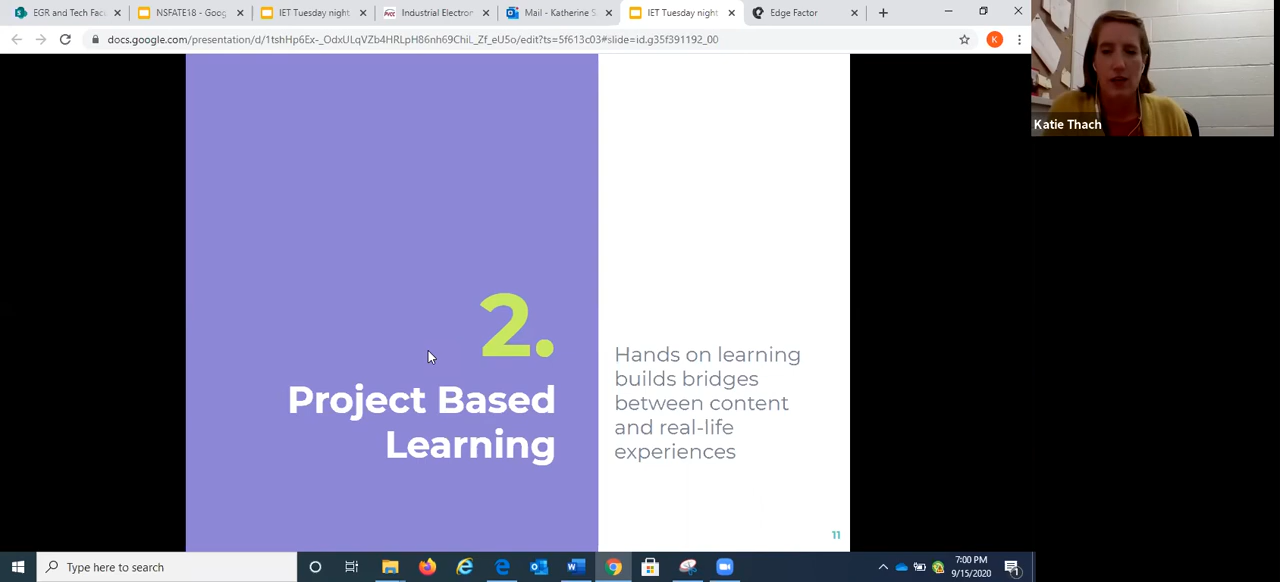 EGR and Tech Fac
NSFATE18 - Goog
IET Tuesday night
Industrial Electron
Mail - Katherine S
IET Tuesday night
Edge Factor
docs.google.com/presentation/d/1tshHp6Ex-_OdxULqVZb4HRLpH86nh69ChiL_Zf_eU5o/edit?ts=5f613c03#slide=id.g35f391192_00
K
Katie Thach
2.
Project Based
Learning
Hands on learning
builds bridges
between content
and real-life
experiences
11
Type here to search
7:00 PM
9/15/2020
1